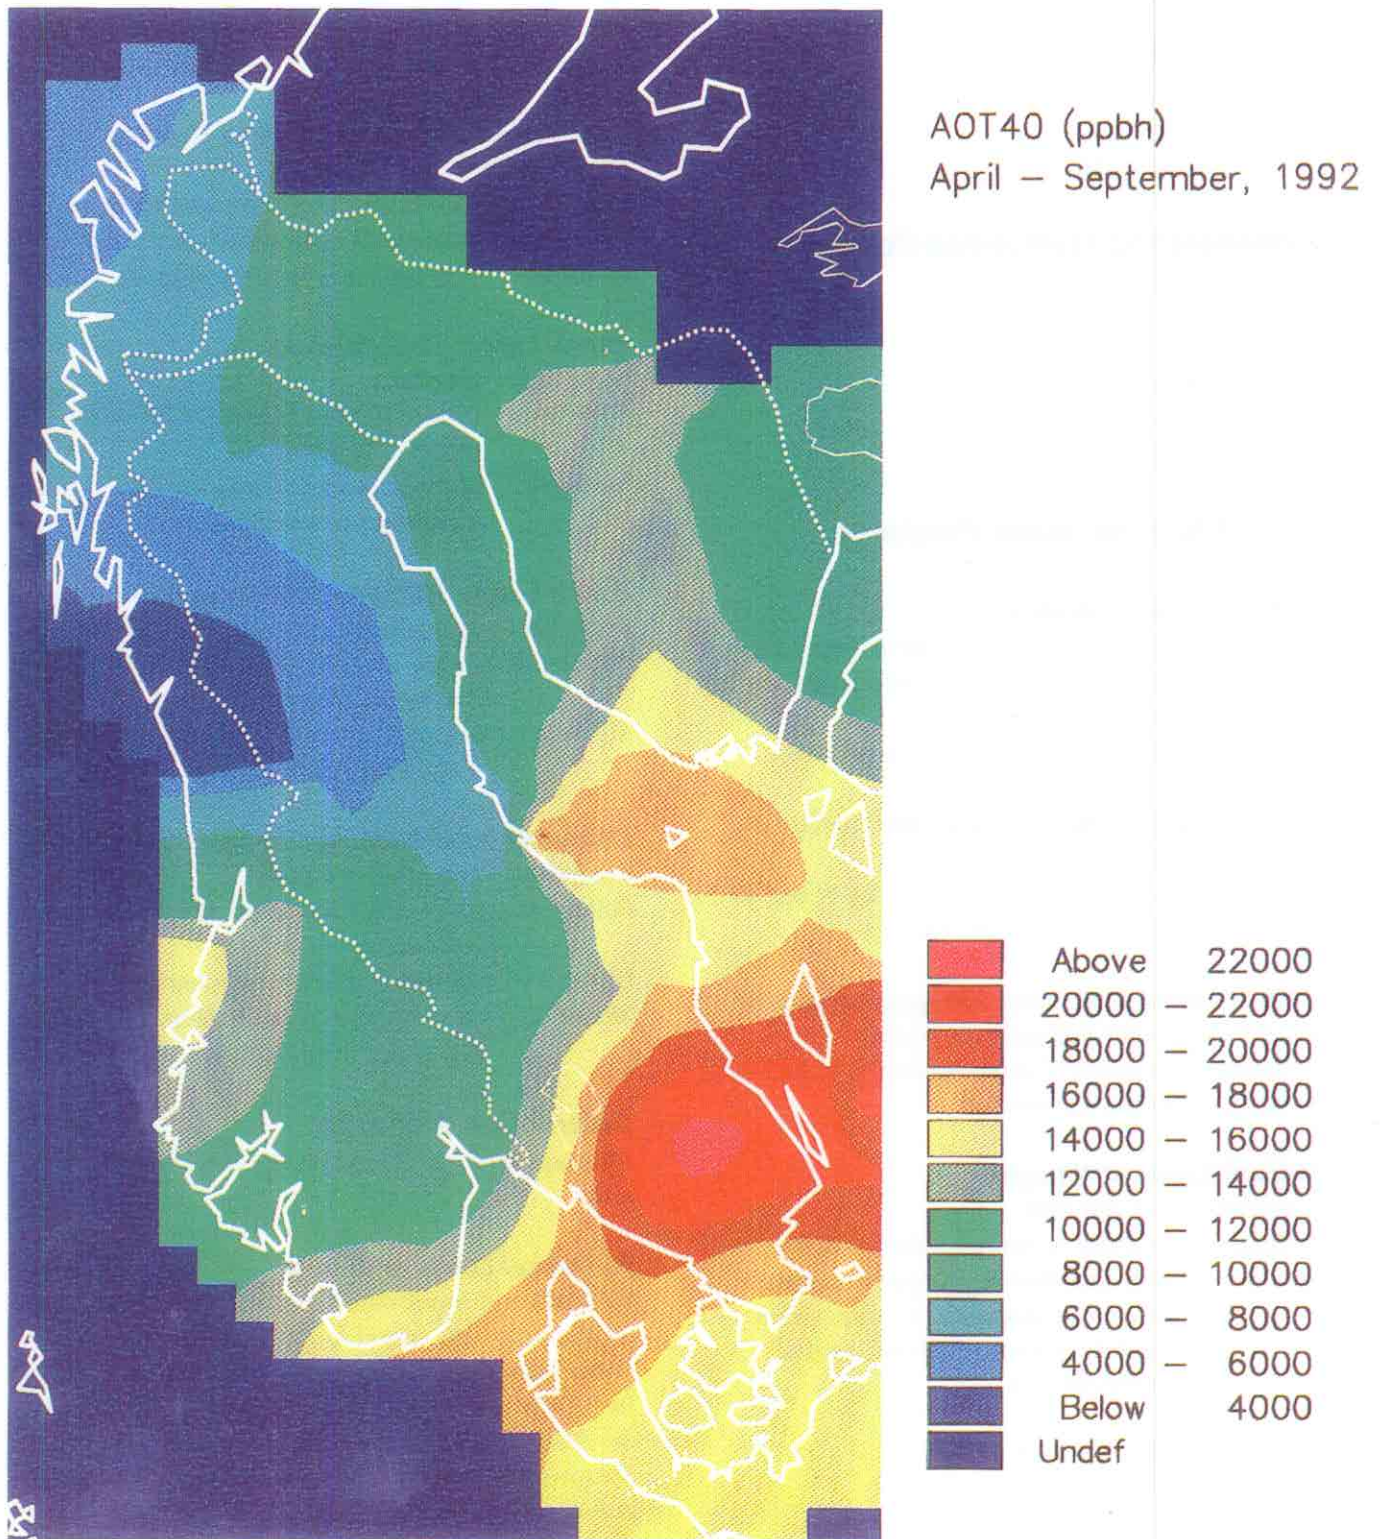 AOT40 (ppbh)
April – September, 1992
Above 22000
20000 – 22000
18000 – 20000
16000 – 18000
14000 – 16000
12000 – 14000
10000 – 12000
8000 – 10000
6000 – 8000
4000 – 6000
Below 4000
Undef